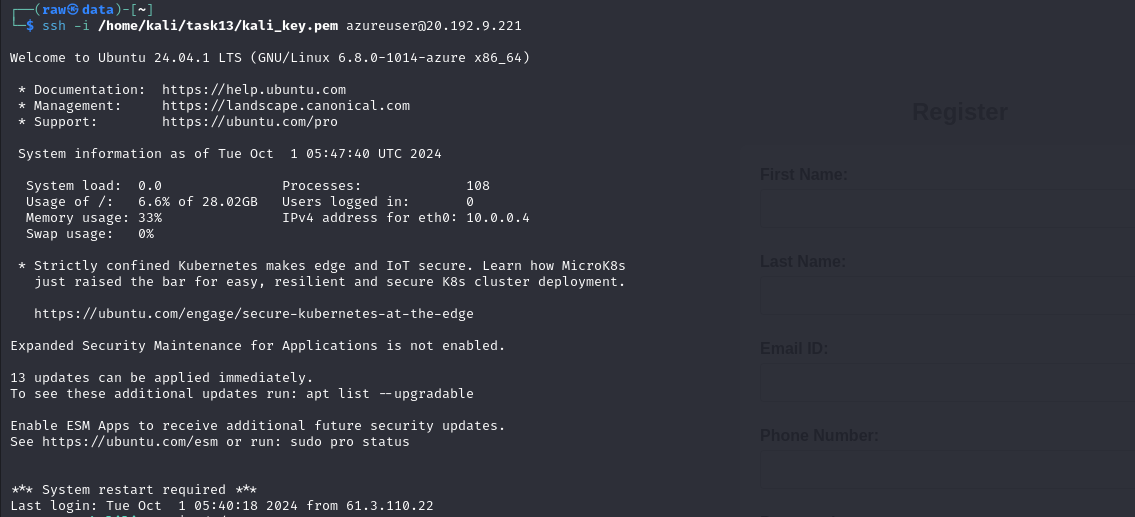 ┌──(raw㉿data)-[~]
└─$ ssh -i /home/kali/task13/kali_key.pem azureuser@20.192.9.221
Welcome to Ubuntu 24.04.1 LTS (GNU/Linux 6.8.0-1014-azure x86_64)
* Documentation:  https://help.ubuntu.com
* Management:     https://landscape.canonical.com
* Support:        https://ubuntu.com/pro
System information as of Tue Oct  1 05:47:40 UTC 2024
System load:  0.0               Processes:             108
Usage of /:   6.6% of 28.02GB   Users logged in:       0
Memory usage: 33%               IPv4 address for eth0: 10.0.0.4
Swap usage:   0%
* Strictly confined Kubernetes makes edge and IoT secure. Learn how MicroK8s
just raised the bar for easy, resilient and secure K8s cluster deployment.
https://ubuntu.com/engage/secure-kubernetes-at-the-edge
Expanded Security Maintenance for Applications is not enabled.
13 updates can be applied immediately.
To see these additional updates run: apt list --upgradable
Enable ESM Apps to receive additional future security updates.
See https://ubuntu.com/esm or run: sudo pro status
*** System restart required ***
Last login: Tue Oct  1 05:40:18 2024 from 61.3.110.22
Register
First Name:
Last Name:
Email ID:
Phone Number: